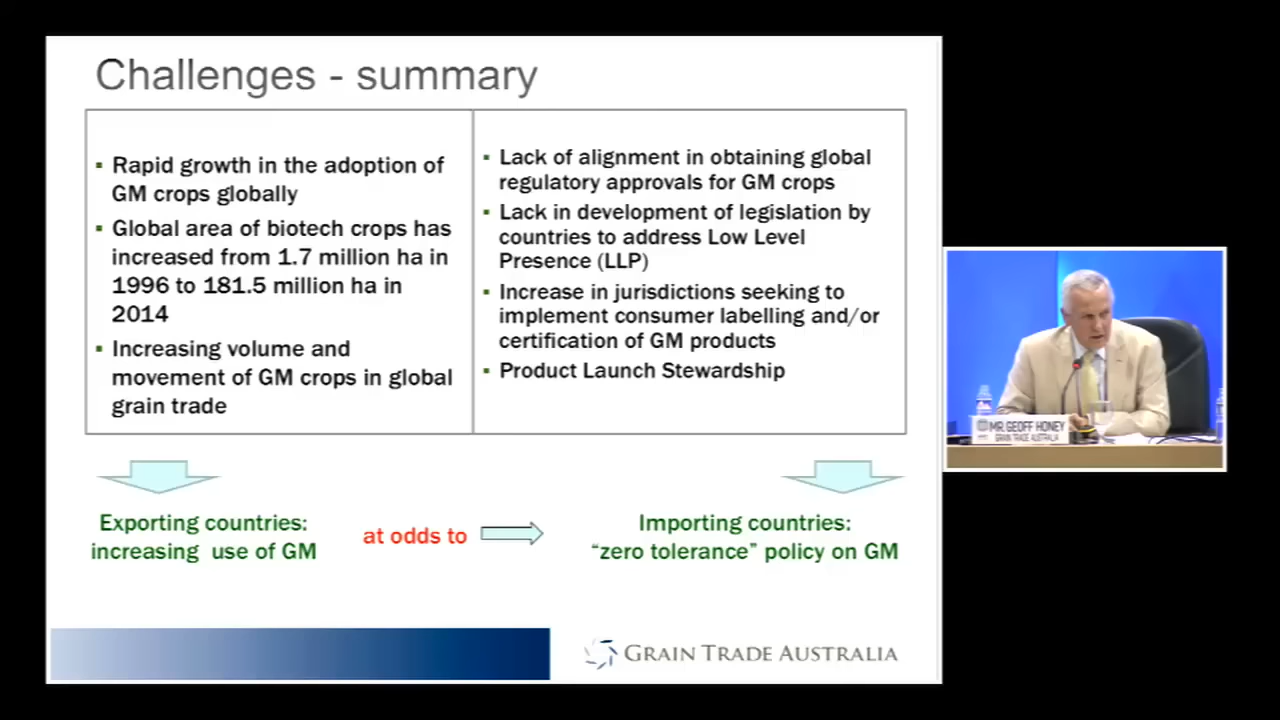 Challenges - summary
▪ Rapid growth in the adoption of
GM crops globally
▪ Global area of biotech crops has
increased from 1.7 million ha in
1996 to 181.5 million ha in
2014
▪ Increasing volume and
movement of GM crops in global
grain trade
▪ Lack of alignment in obtaining global
regulatory approvals for GM crops
▪ Lack in development of legislation by
countries to address Low Level
Presence (LLP)
▪ Increase in jurisdictions seeking to
implement consumer labelling and/or
certification of GM products
▪ Product Launch Stewardship
Exporting countries:
increasing use of GM
at odds to
Importing countries:
“zero tolerance” policy on GM
GRAIN TRADE AUSTRALIA
MR. GEOFF HONEY
GRAIN TRADE AUSTRALIA